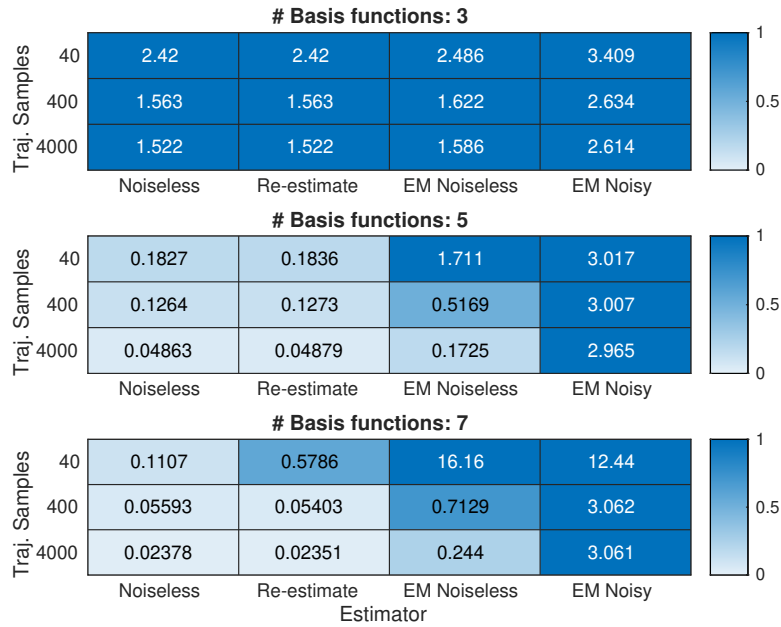 # Basis functions: 3
Traj. Samples
40 2.42 2.42 2.486 3.409
400 1.563 1.563 1.622 2.634
4000 1.522 1.522 1.586 2.614
Noiseless Re-estimate EM Noiseless EM Noisy
1
0.5
0
# Basis functions: 5
Traj. Samples
40 0.1827 0.1836 1.711 3.017
400 0.1264 0.1273 0.5169 3.007
4000 0.04863 0.04879 0.1725 2.965
Noiseless Re-estimate EM Noiseless EM Noisy
1
0.5
0
# Basis functions: 7
Traj. Samples
40 0.1107 0.5786 16.16 12.44
400 0.05593 0.05403 0.7129 3.062
4000 0.02378 0.02351 0.244 3.061
Noiseless Re-estimate EM Noiseless EM Noisy
Estimator
1
0.5
0